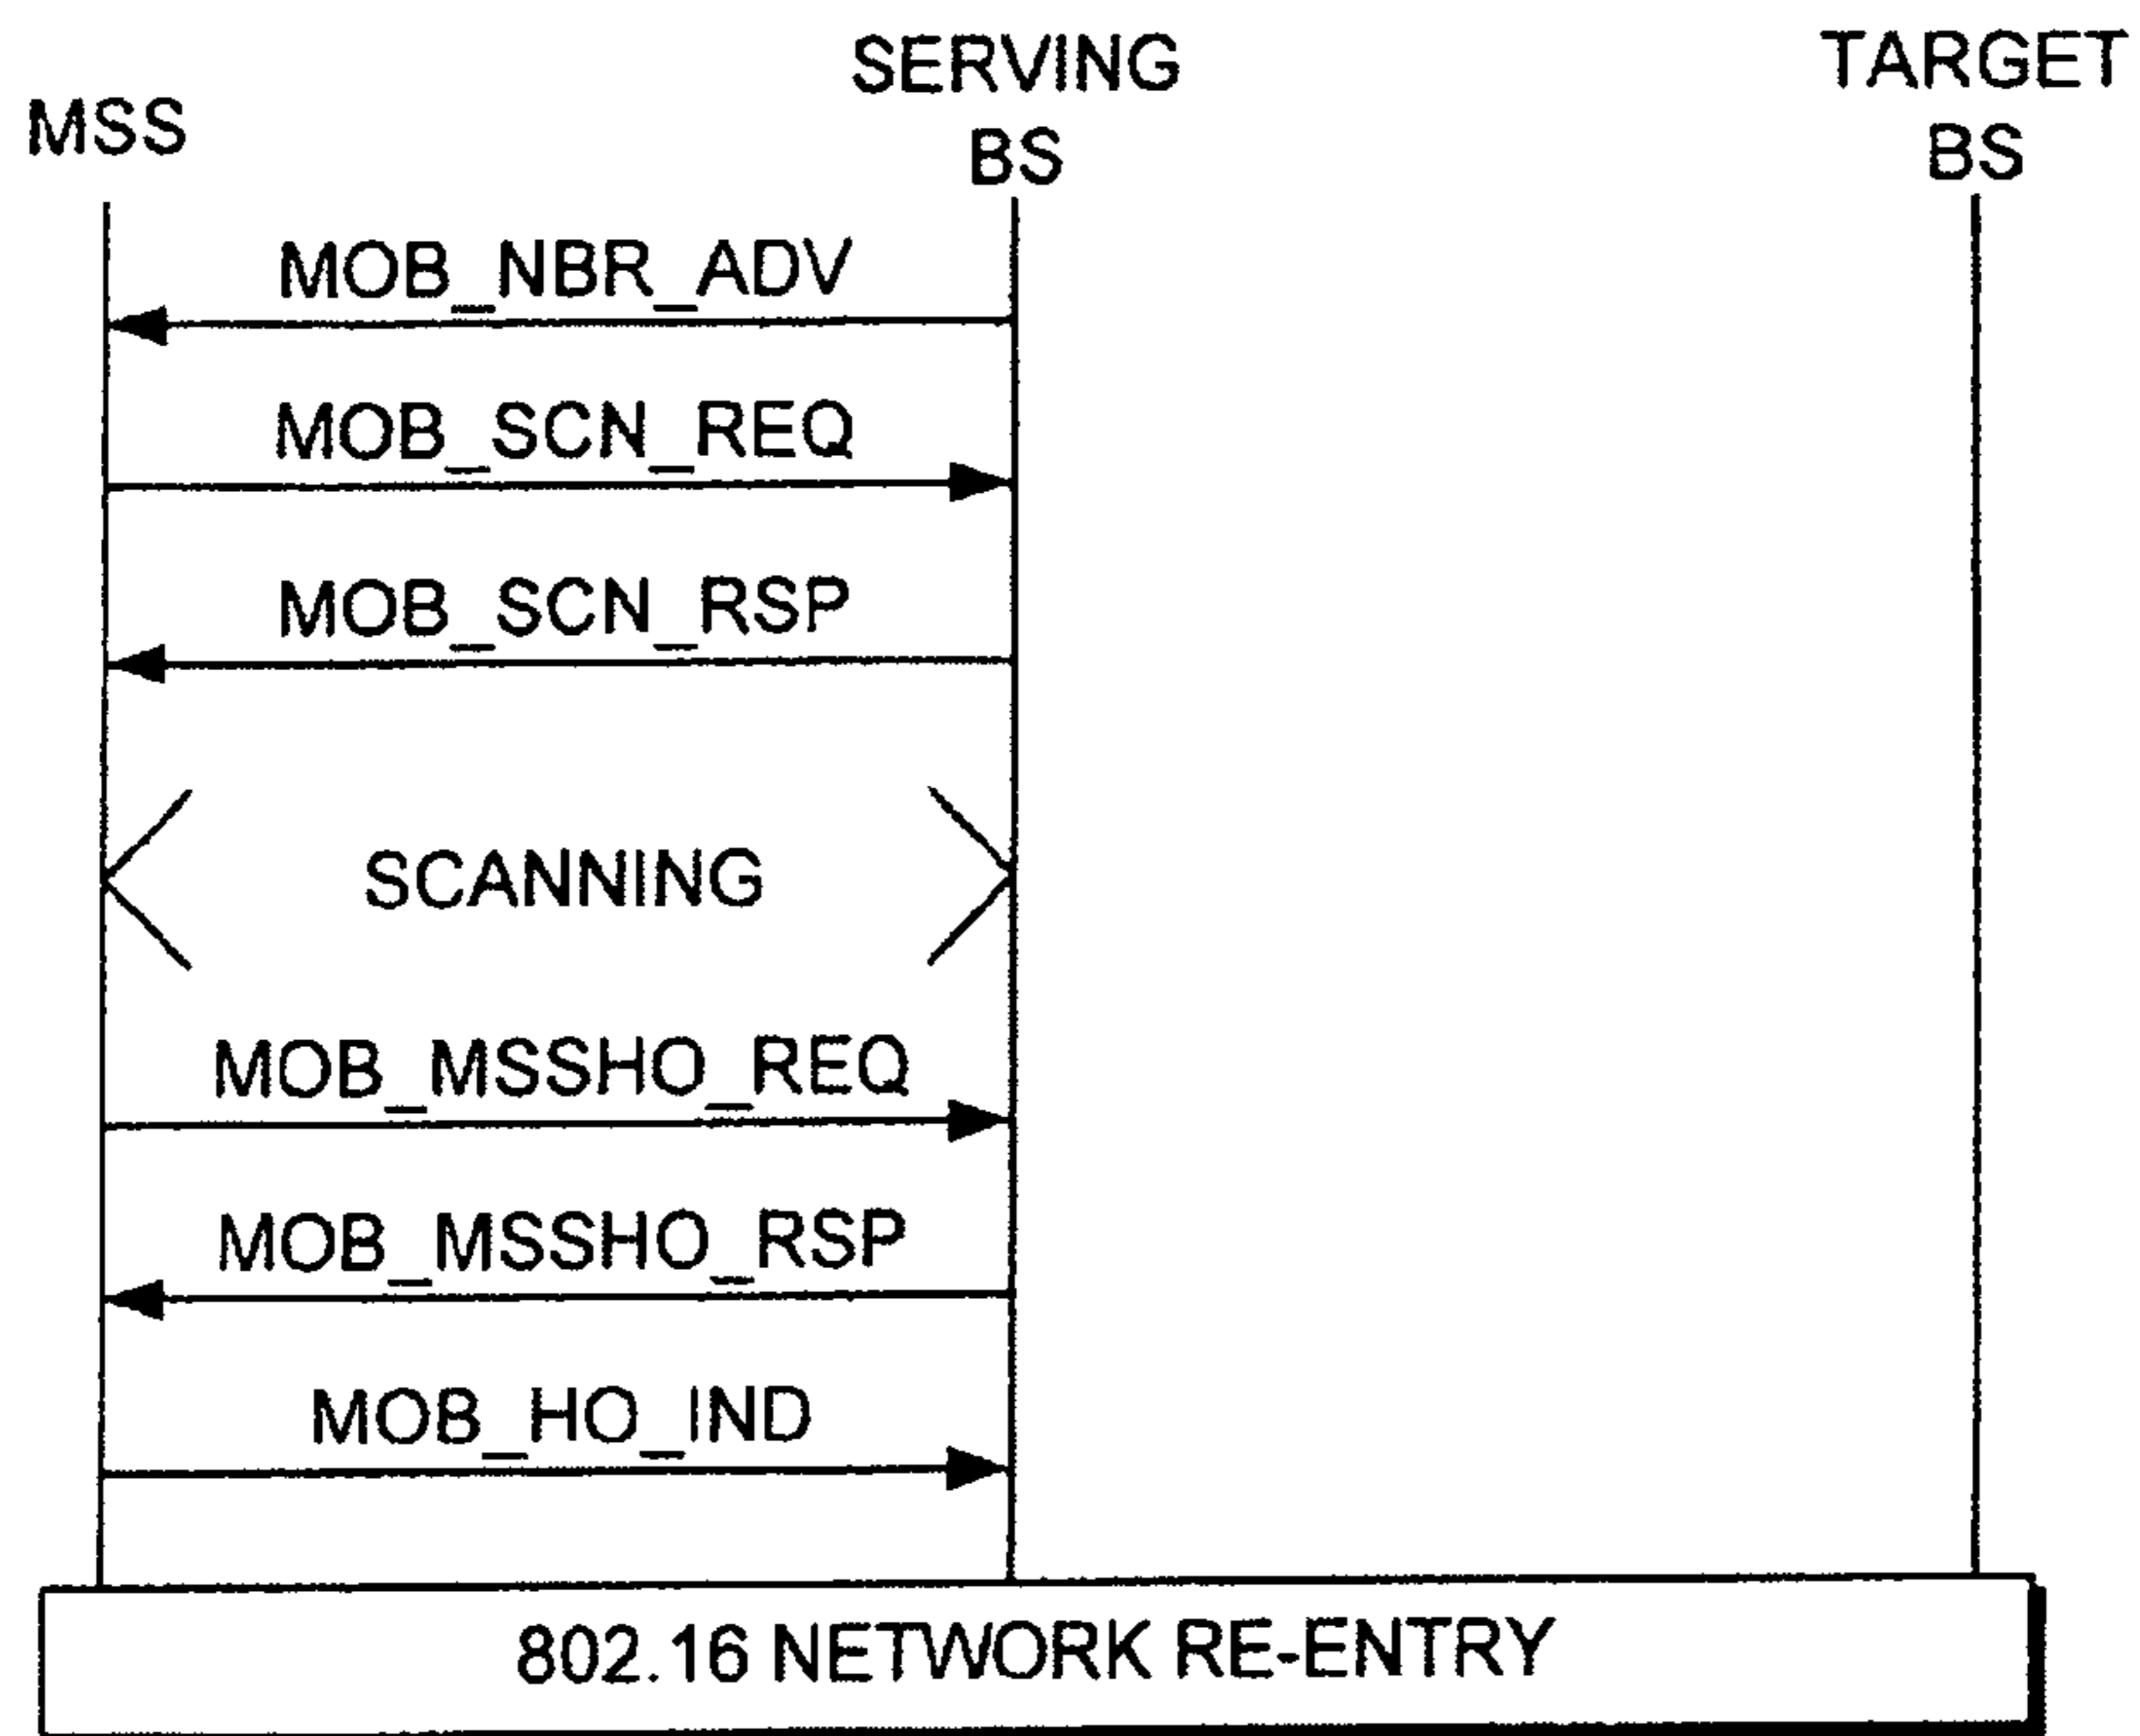 MSS
SERVING
BS
TARGET
BS
MOB_NBR_ADV
MOB_SCN_REQ
MOB_SCN_RSP
SCANNING
MOB_MSSHO_REQ
MOB_MSSHO_RSP
MOB_HO_IND
802.16 NETWORK RE-ENTRY